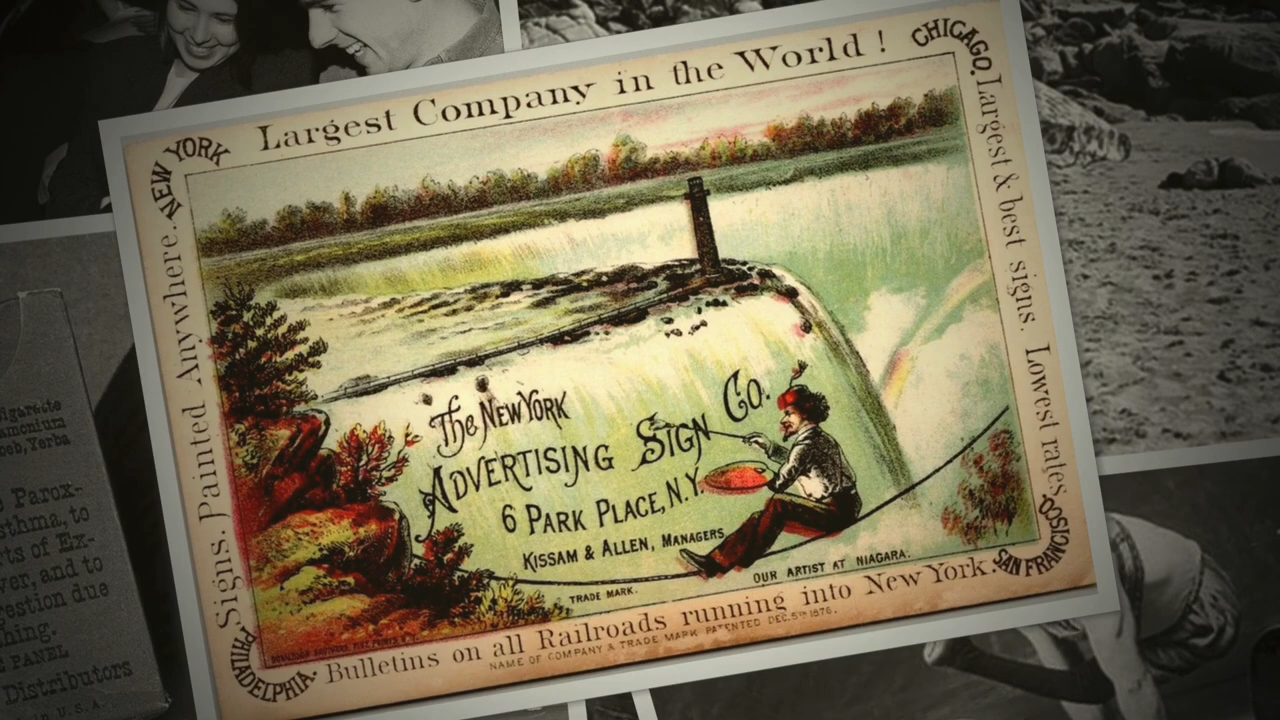 NEW YORK
Largest Company in the World !
CHICAGO.
Largest & best signs. Lowest rates.
SAN FRANCISCO
Signs. Painted Anywhere.
PHILADELPHIA.
The NEW YORK
ADVERTISING SIGN Co.
6 PARK PLACE, N.Y.
KISSAM & ALLEN, MANAGERS
OUR ARTIST AT NIAGARA.
TRADE MARK.
Bulletins on all Railroads running into New York.
NAME OF COMPANY & TRADE MARK PATENTED DEC. 5TH 1876.
Parox-
sthma, to
ts of Ex-
ver, and to
estion due
hing.
PANEL
Distributors
in U.S.A.